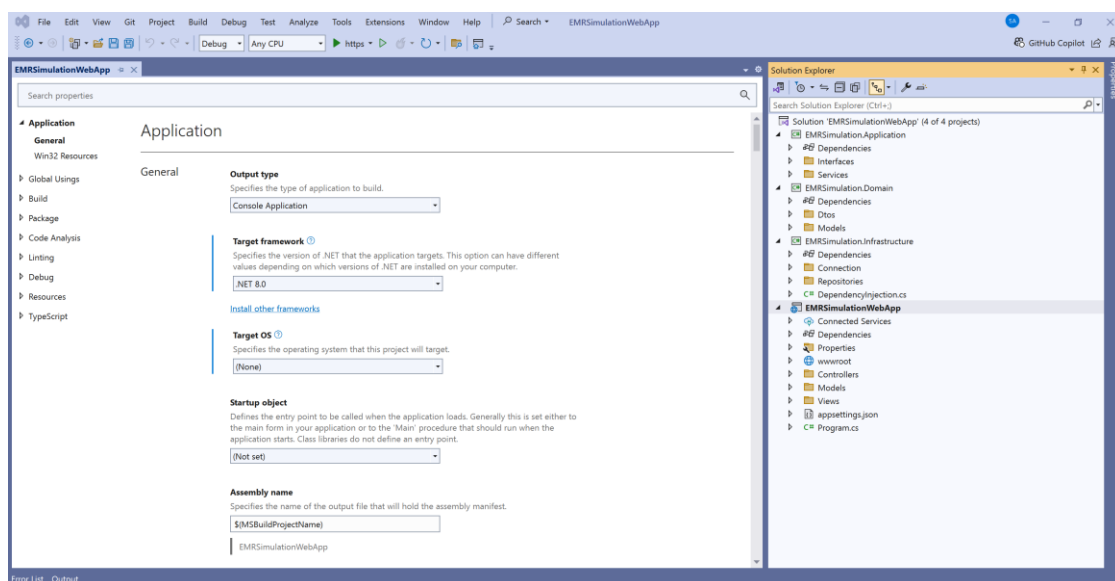 File Edit View Git Project Build Debug Test Analyze Tools Extensions Window Help Search EMRSimulationWebApp SA
Debug Any CPU https GitHub Copilot
EMRSimulationWebApp
Search properties
Application
General
Win32 Resources
Global Usings
Build
Package
Code Analysis
Linting
Debug
Resources
TypeScript
Application
General
Output type
Specifies the type of application to build.
Console Application
Target framework
Specifies the version of .NET that the application targets. This option can have different
values depending on which versions of .NET are installed on your computer.
.NET 8.0
Install other frameworks
Target OS
Specifies the operating system that this project will target.
(None)
Startup object
Defines the entry point to be called when the application loads. Generally this is set either to
the main form in your application or to the 'Main' procedure that should run when the
application starts. Class libraries do not define an entry point.
(Not set)
Assembly name
Specifies the name of the output file that will hold the assembly manifest.
$(MSBuildProjectName)
EMRSimulationWebApp
Solution Explorer
Search Solution Explorer (Ctrl+;)
Solution 'EMRSimulationWebApp' (4 of 4 projects)
EMRSimulation.Application
Dependencies
Interfaces
Services
EMRSimulation.Domain
Dependencies
Dtos
Models
EMRSimulation.Infrastructure
Dependencies
Connection
Repositories
C# DependencyInjection.cs
EMRSimulationWebApp
Connected Services
Dependencies
Properties
wwwroot
Controllers
Models
Views
appsettings.json
C# Program.cs
Properties
Error List Output